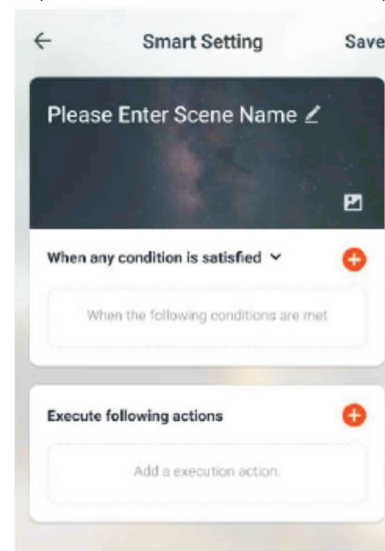 Smart Setting
Save
Please Enter Scene Name
When any condition is satisfied
When the following conditions are met
Execute following actions
Add a execution action.